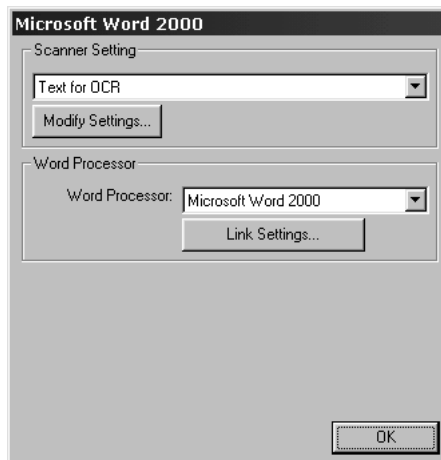 Microsoft Word 2000
Scanner Setting
Text for OCR
Modify Settings...
Word Processor
Word Processor: Microsoft Word 2000
Link Settings...
OK